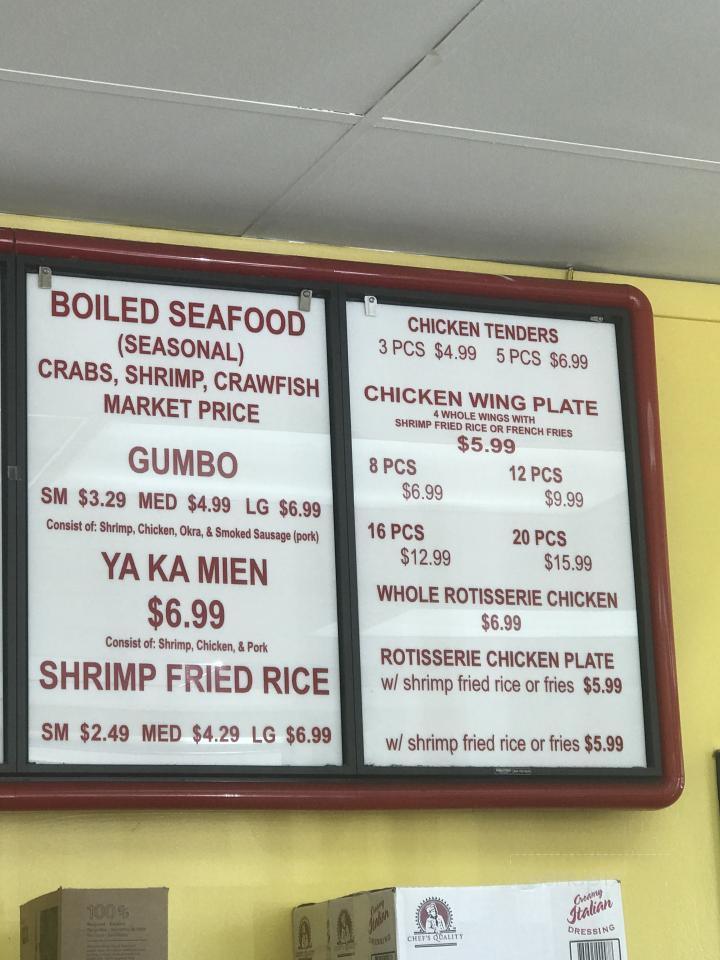 BOILED SEAFOOD
(SEASONAL)
CRABS, SHRIMP, CRAWFISH
MARKET PRICE
GUMBO
SM $3.29 MED $4.99 LG $6.99
Consist of: Shrimp, Chicken, Okra, & Smoked Sausage (pork)
YA KA MIEN
$6.99
Consist of: Shrimp, Chicken, & Pork
SHRIMP FRIED RICE
SM $2.49 MED $4.29 LG $6.99
CHICKEN TENDERS
3 PCS $4.99 5 PCS $6.99
CHICKEN WING PLATE
4 WHOLE WINGS WITH
SHRIMP FRIED RICE OR FRENCH FRIES
$5.99
8 PCS 12 PCS
$6.99 $9.99
16 PCS 20 PCS
$12.99 $15.99
WHOLE ROTISSERIE CHICKEN
$6.99
ROTISSERIE CHICKEN PLATE
w/ shrimp fried rice or fries $5.99
w/ shrimp fried rice or fries $5.99
100%
CHEF'S QUALITY
Creamy
Italian
DRESSING